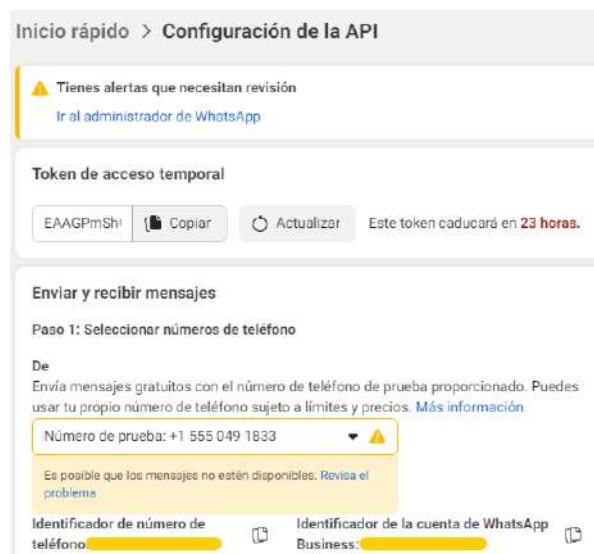 Inicio rápido > Configuración de la API
Tienes alertas que necesitan revisión
Ir al administrador de WhatsApp
Token de acceso temporal
EAAGPmSh Copiar Actualizar Este token caducará en 23 horas.
Enviar y recibir mensajes
Paso 1: Seleccionar números de teléfono
De
Envía mensajes gratuitos con el número de teléfono de prueba proporcionado. Puedes
usar tu propio número de teléfono sujeto a límites y precios. Más información.
Número de prueba: +1 555 049 1833
Es posible que los mensajes no estén disponibles. Revisa el
problema
Identificador de número de
teléfono:
Identificador de la cuenta de WhatsApp
Business: